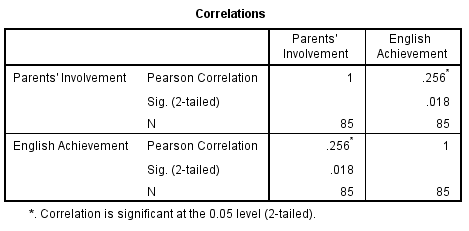 Correlations
Parents' Involvement English Achievement
Parents' Involvement Pearson Correlation 1 .256*
Sig. (2-tailed) .018
N 85 85
English Achievement Pearson Correlation .256* 1
Sig. (2-tailed) .018
N 85 85
*. Correlation is significant at the 0.05 level (2-tailed).